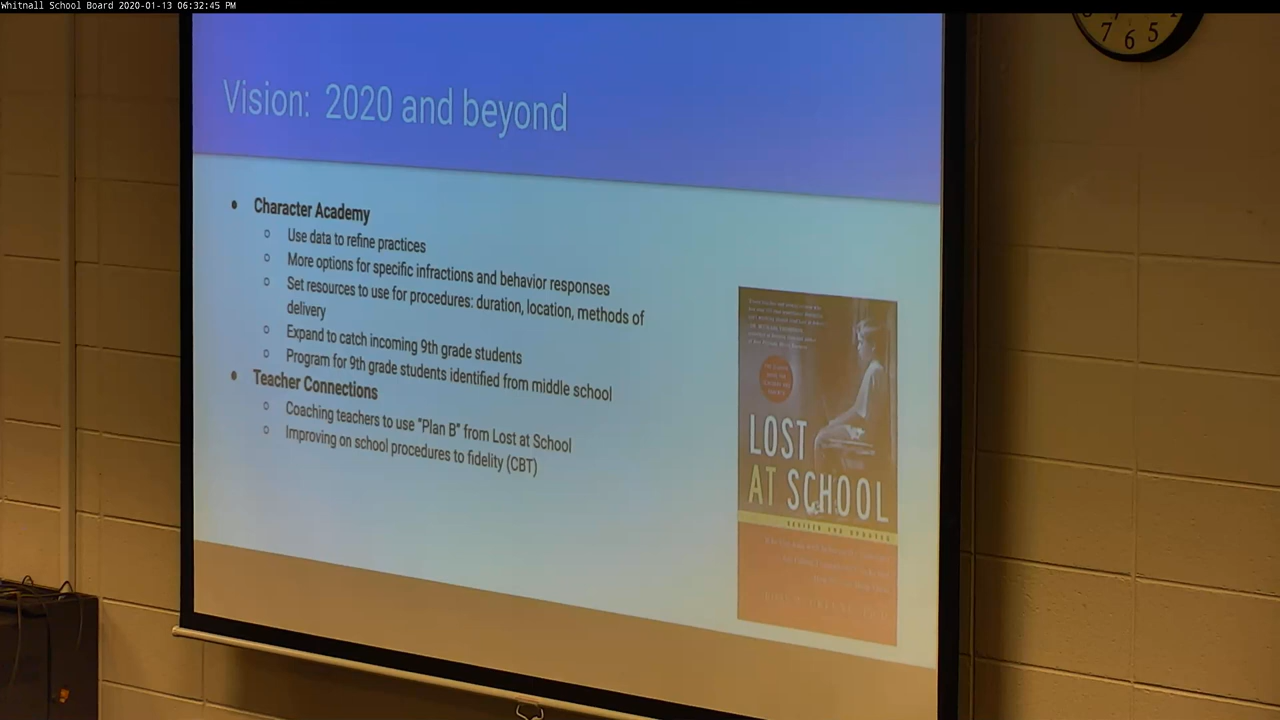 Whitnall School Board 2020-01-13 06:32:45 PM
7 6 5
Vision: 2020 and beyond
● Character Academy
○ Use data to refine practices
○ More options for specific infractions and behavior responses
○ Set resources to use for procedures: duration, location, methods of
delivery
○ Expand to catch incoming 9th grade students
○ Program for 9th grade students identified from middle school
● Teacher Connections
○ Coaching teachers to use "Plan B" from Lost at School
○ Improving on school procedures to fidelity (CBT)
LOST
AT SCHOOL
REVISED AND UPDATED